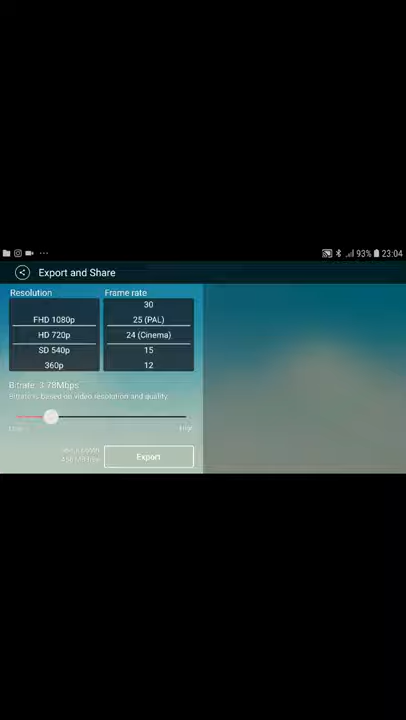 93% 23:04
Export and Share
Resolution
Frame rate
FHD 1080p
HD 720p
SD 540p
360p
30
25 (PAL)
24 (Cinema)
15
12
Bitrate: 3.78Mbps
Bitrate is based on video resolution and quality.
Export